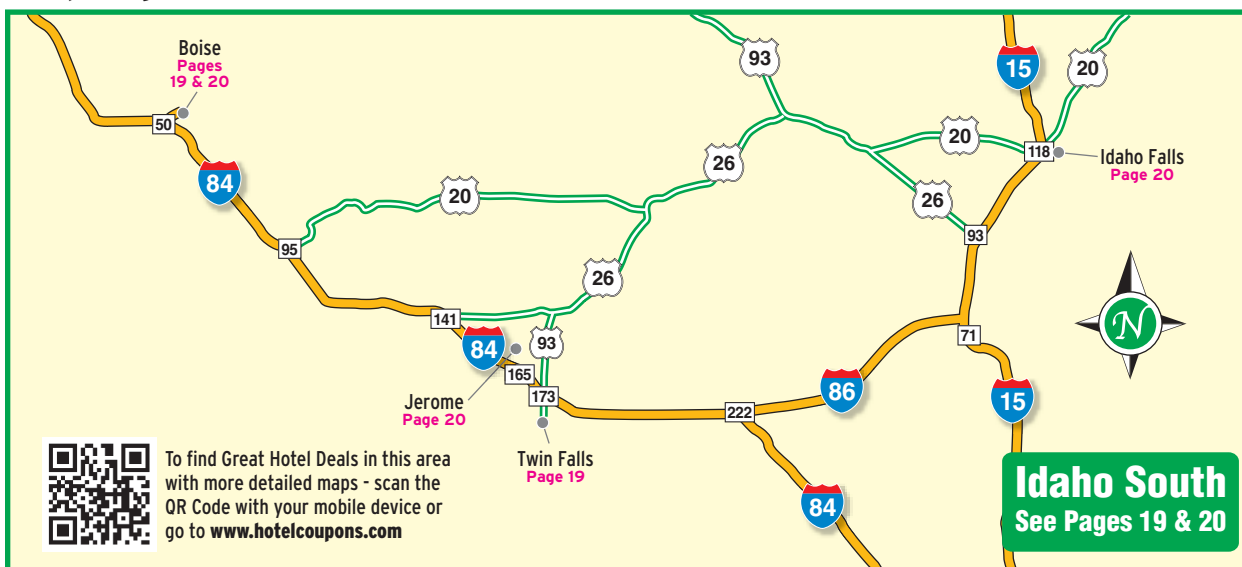 Boise
Pages
19 & 20
50
84
95
20
26
26
93
15
20
20
118
Idaho Falls
Page 20
26
93
141
84
93
165
173
Jerome
Page 20
Twin Falls
Page 19
222
86
71
15
84
N
To find Great Hotel Deals in this area
with more detailed maps - scan the
QR Code with your mobile device or
go to www.hotelcoupons.com
Idaho South
See Pages 19 & 20